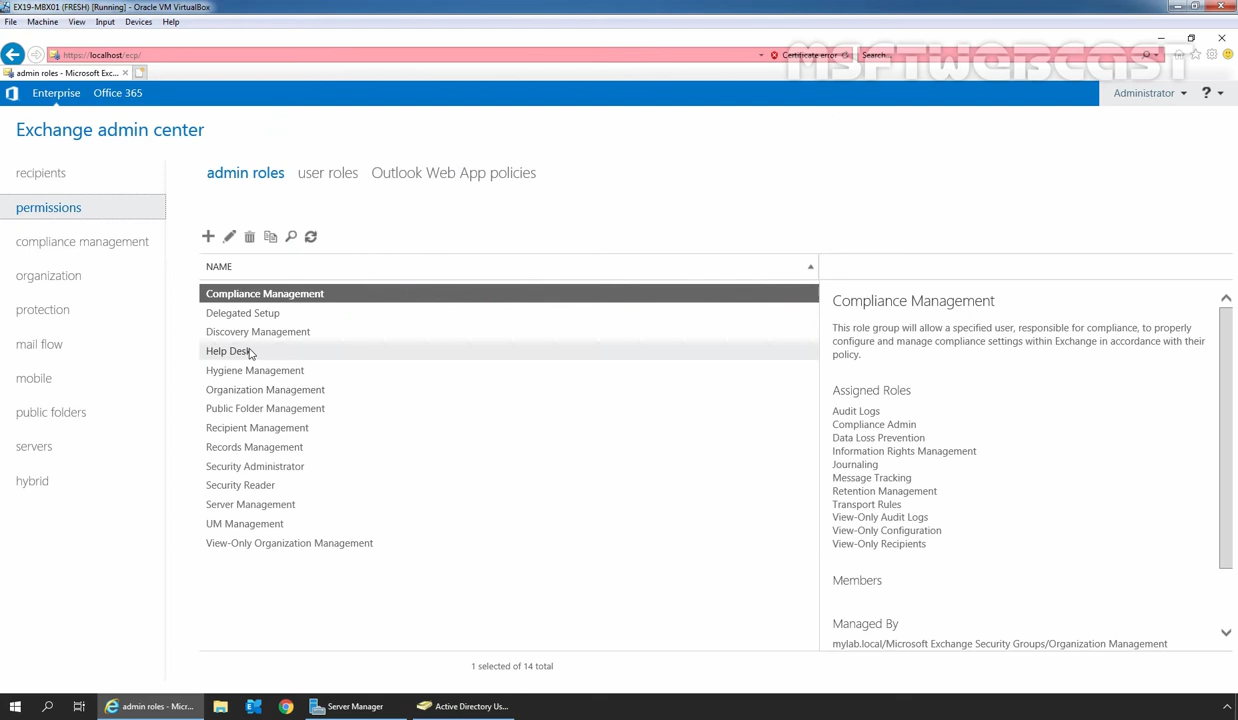 EX19-MBX01 (FRESH) [Running] - Oracle VM VirtualBox
File Machine View Input Devices Help
https://localhost/ecp/
Certificate error
Search...
MSFTWEBCAST
admin roles - Microsoft Exc...
Enterprise Office 365
Administrator ?
Exchange admin center
recipients
permissions
compliance management
organization
protection
mail flow
mobile
public folders
servers
hybrid
admin roles user roles Outlook Web App policies
NAME
Compliance Management
Delegated Setup
Discovery Management
Help Desk
Hygiene Management
Organization Management
Public Folder Management
Recipient Management
Records Management
Security Administrator
Security Reader
Server Management
UM Management
View-Only Organization Management
1 selected of 14 total
Compliance Management
This role group will allow a specified user, responsible for compliance, to properly
configure and manage compliance settings within Exchange in accordance with their
policy.
Assigned Roles
Audit Logs
Compliance Admin
Data Loss Prevention
Information Rights Management
Journaling
Message Tracking
Retention Management
Transport Rules
View-Only Audit Logs
View-Only Configuration
View-Only Recipients
Members
Managed By
mylab.local/Microsoft Exchange Security Groups/Organization Management
admin roles - Micr...
Server Manager
Active Directory Us...